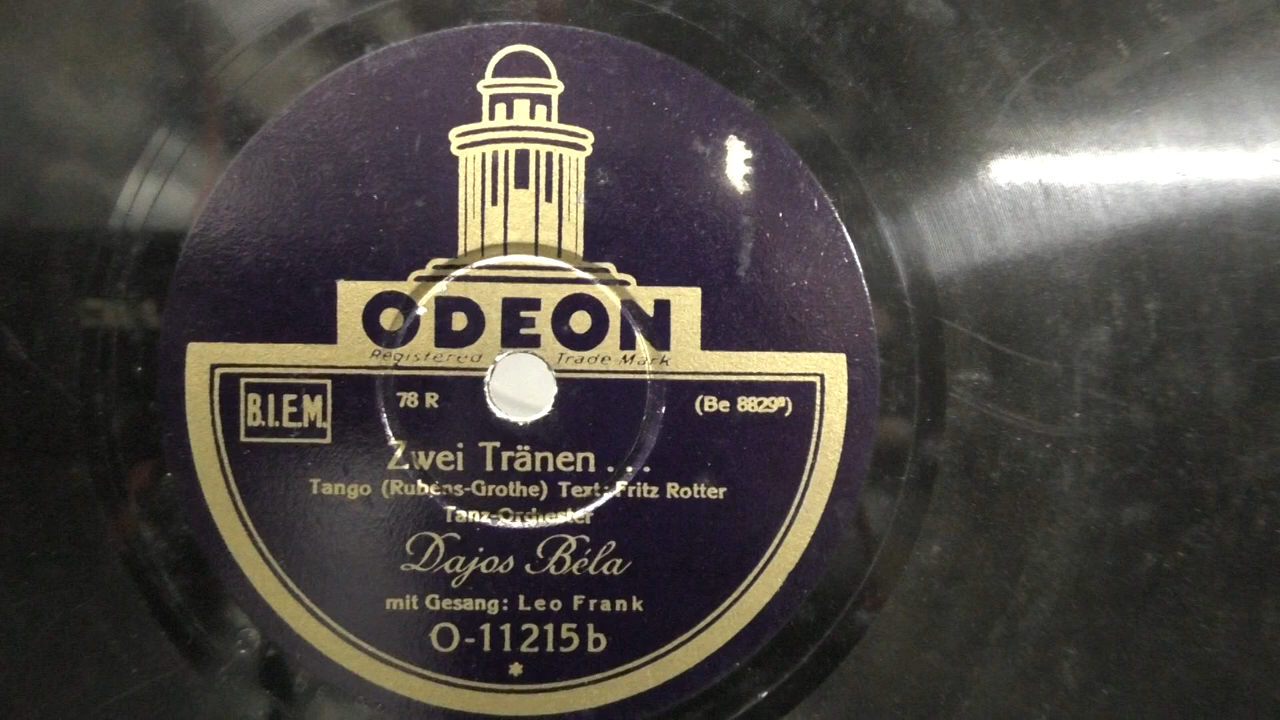 ODEON
Registered Trade Mark
B.I.E.M. 78 R (Be 8829⁸)
Zwei Tränen . . .
Tango (Rubens-Grothe) Text: Fritz Rotter
Tanz-Orchester
Dajos Béla
mit Gesang: Leo Frank
O-11215b